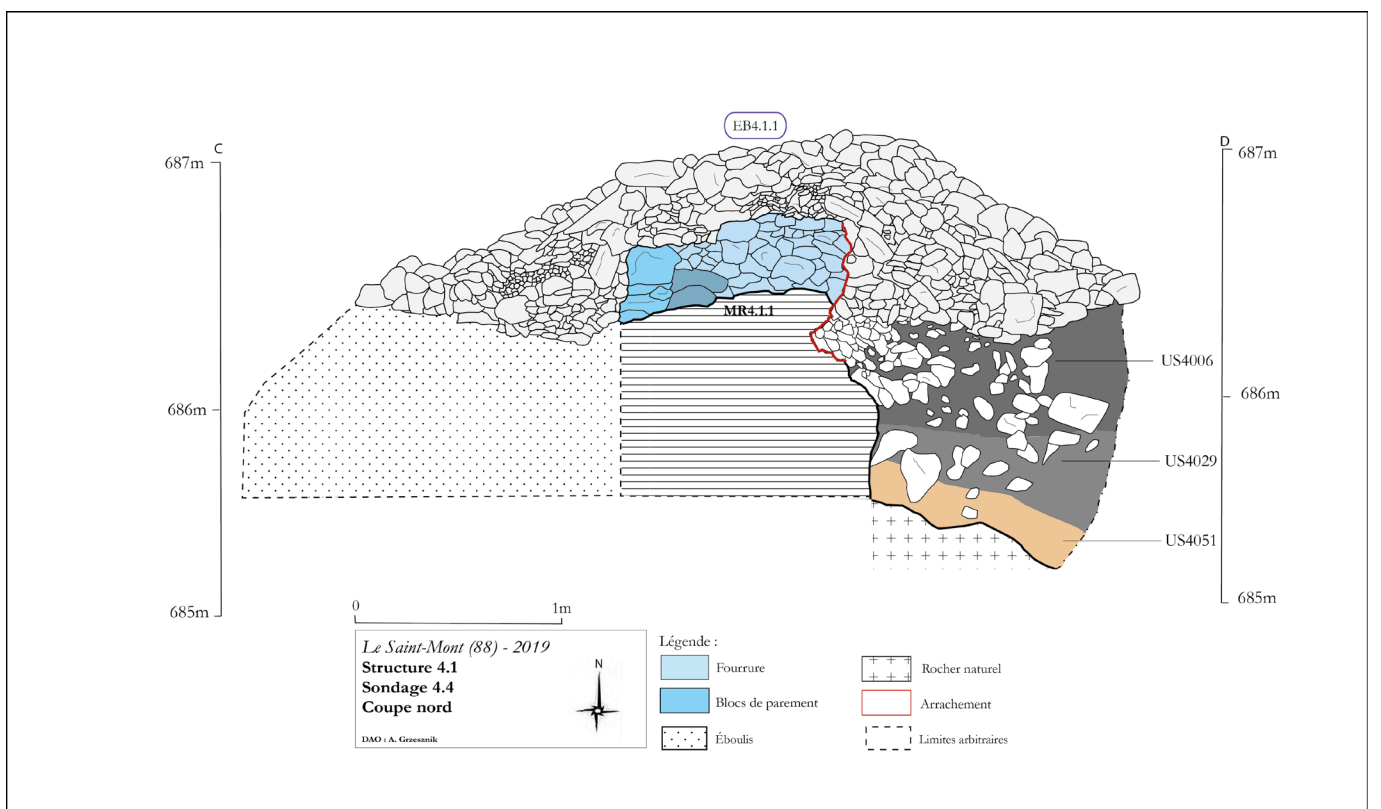 EB4.1.1
C
D
687m
687m
MR4.1.1
US4006
686m
686m
US4029
US4051
685m
685m
0
1m
Le Saint-Mont (88) - 2019
Structure 4.1
Sondage 4.4
Coupe nord
DAO : A. Grzesznik
N
Légende :
Fourrure
Blocs de parement
Éboulis
Rocher naturel
Arrachement
Limites arbitraires